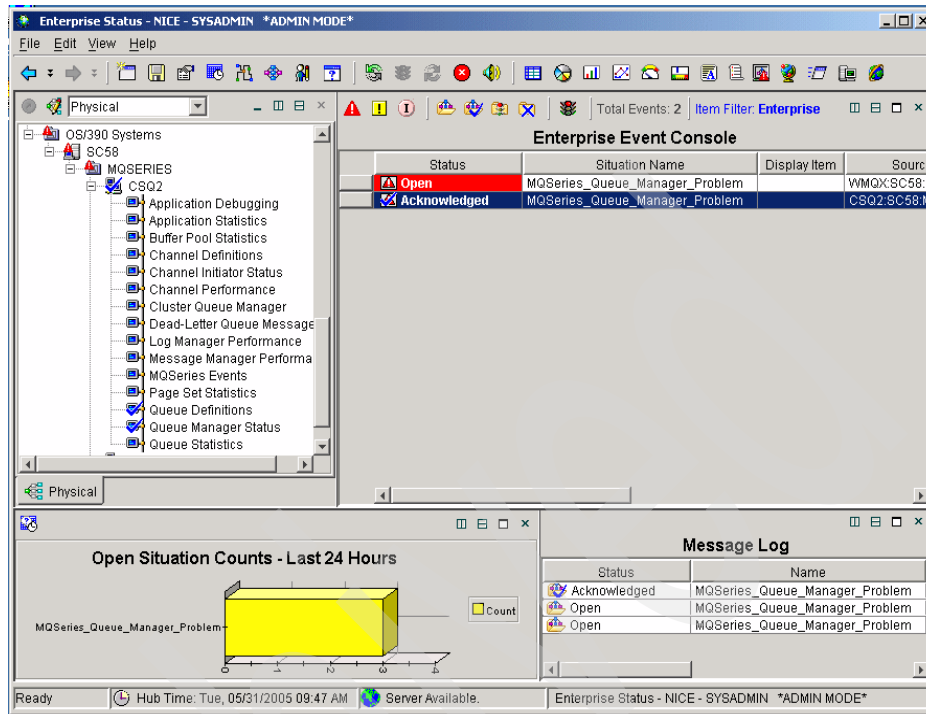 Enterprise Status - NICE - SYSADMIN *ADMIN MODE*
File Edit View Help
Physical
OS/390 Systems
SC58
MQSERIES
CSQ2
Application Debugging
Application Statistics
Buffer Pool Statistics
Channel Definitions
Channel Initiator Status
Channel Performance
Cluster Queue Manager
Dead-Letter Queue Message
Log Manager Performance
Message Manager Performa
MQSeries Events
Page Set Statistics
Queue Definitions
Queue Manager Status
Queue Statistics
Physical
Total Events: 2 Item Filter: Enterprise
Enterprise Event Console
Status Situation Name Display Item Sourc
Open MQSeries_Queue_Manager_Problem WMQX:SC58:
Acknowledged MQSeries_Queue_Manager_Problem CSQ2:SC58:M
Open Situation Counts - Last 24 Hours
MQSeries_Queue_Manager_Problem
Count
0 1 2 3 4
Message Log
Status Name
Acknowledged MQSeries_Queue_Manager_Problem
Open MQSeries_Queue_Manager_Problem
Open MQSeries_Queue_Manager_Problem
Ready Hub Time: Tue, 05/31/2005 09:47 AM Server Available. Enterprise Status - NICE - SYSADMIN *ADMIN MODE*